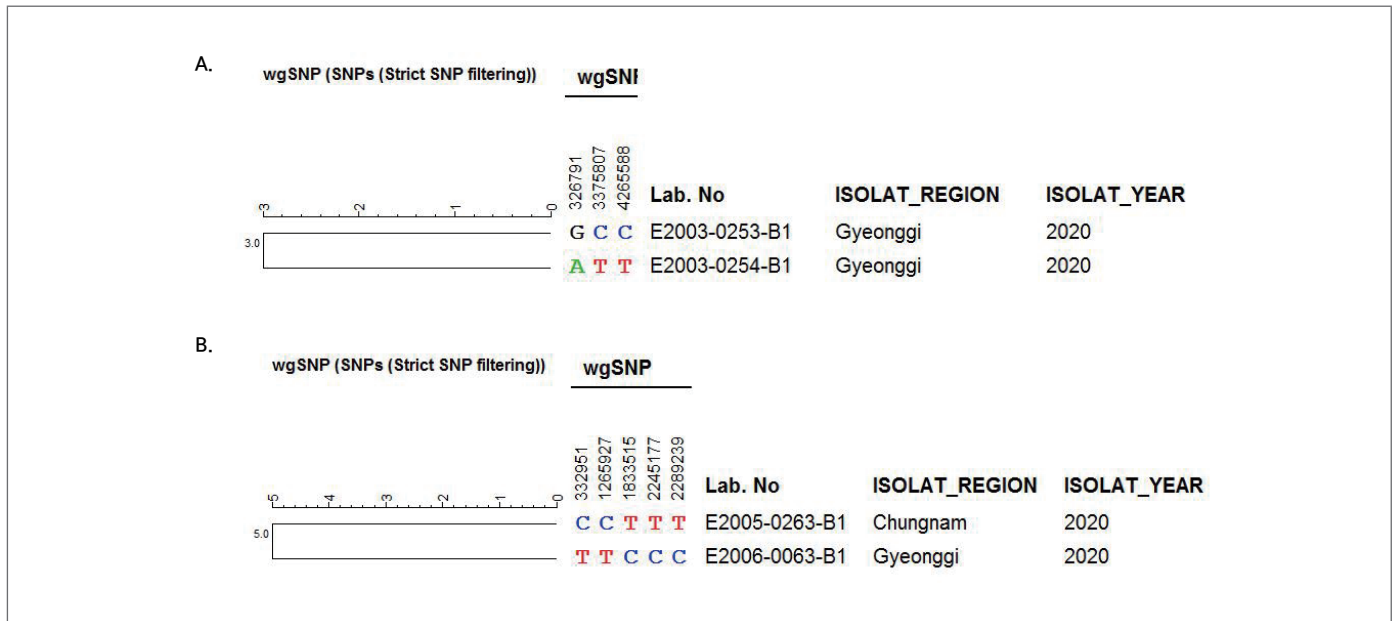 A.
wgSNP (SNPs (Strict SNP filtering))
wgSNI
326791
3375807
4265588
Lab. No ISOLAT_REGION ISOLAT_YEAR
-3 -2 -1 0
3.0
G C C E2003-0253-B1 Gyeonggi 2020
A T T E2003-0254-B1 Gyeonggi 2020
B.
wgSNP (SNPs (Strict SNP filtering))
wgSNP
332951
1265927
1833515
2245177
2289239
Lab. No ISOLAT_REGION ISOLAT_YEAR
-5 -4 -3 -2 -1 0
5.0
C C T T T E2005-0263-B1 Chungnam 2020
T T C C C E2006-0063-B1 Gyeonggi 2020